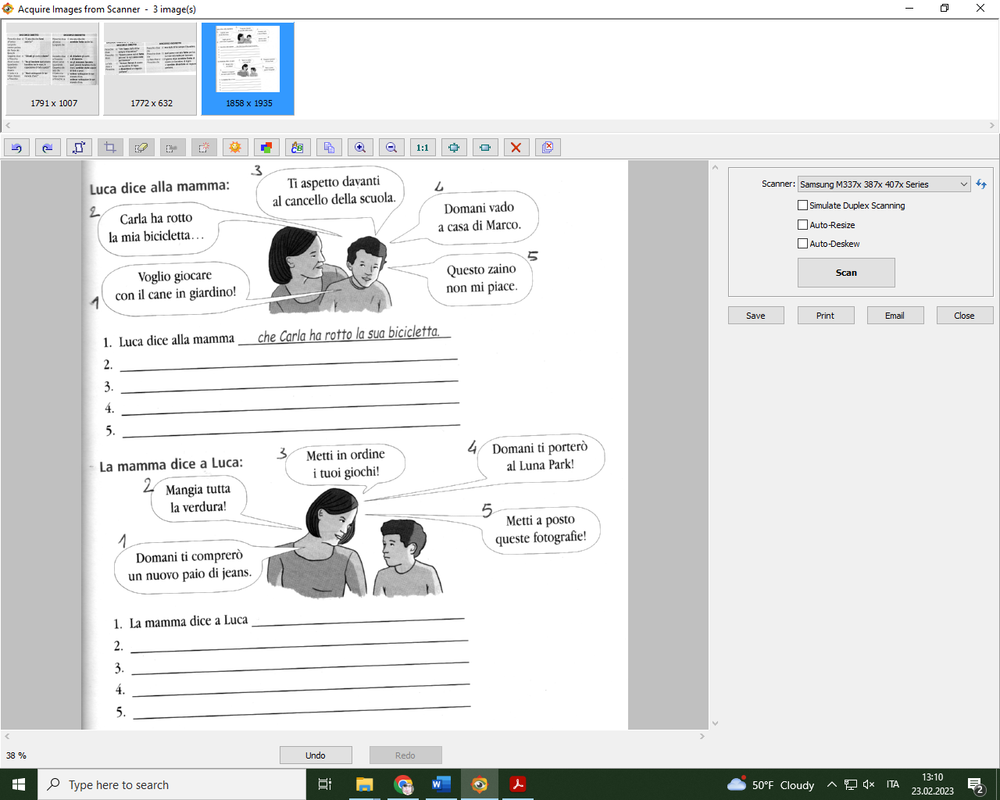 Acquire Images from Scanner - 3 image(s)
1791 x 1007
1772 x 632
1858 x 1935
1:1
Luca dice alla mamma:
3
Ti aspetto davanti
al cancello della scuola.
4
Domani vado
a casa di Marco.
2
Carla ha rotto
la mia bicicletta...
5
Questo zaino
non mi piace.
1
Voglio giocare
con il cane in giardino!
1. Luca dice alla mamma che Carla ha rotto la sua bicicletta.
2.
3.
4.
5.
La mamma dice a Luca:
3
Metti in ordine
i tuoi giochi!
4
Domani ti porterò
al Luna Park!
2
Mangia tutta
la verdura!
5
Metti a posto
queste fotografie!
1
Domani ti comprerò
un nuovo paio di jeans.
1. La mamma dice a Luca
2.
3.
4.
5.
Scanner: Samsung M337x 387x 407x Series
Simulate Duplex Scanning
Auto-Resize
Auto-Deskew
Scan
Save Print Email Close
38 %
Undo Redo
Type here to search
50°F Cloudy
ITA
13:10
23.02.2023
2